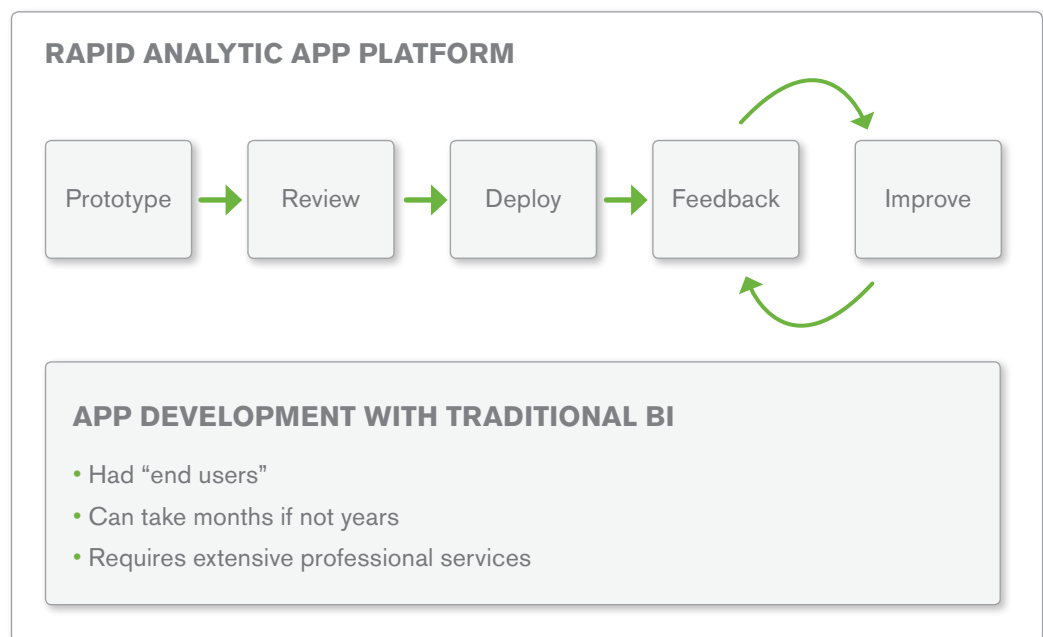 RAPID ANALYTIC APP PLATFORM
Prototype
Review
Deploy
Feedback
Improve
APP DEVELOPMENT WITH TRADITIONAL BI
• Had “end users”
• Can take months if not years
• Requires extensive professional services